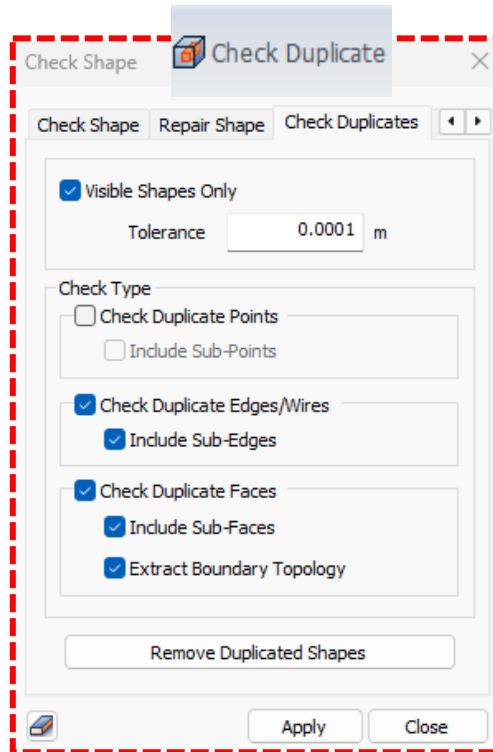 Check Duplicate
Check Shape
Check Shape Repair Shape Check Duplicates
Visible Shapes Only
Tolerance 0.0001 m
Check Type
Check Duplicate Points
Include Sub-Points
Check Duplicate Edges/Wires
Include Sub-Edges
Check Duplicate Faces
Include Sub-Faces
Extract Boundary Topology
Remove Duplicated Shapes
Apply Close